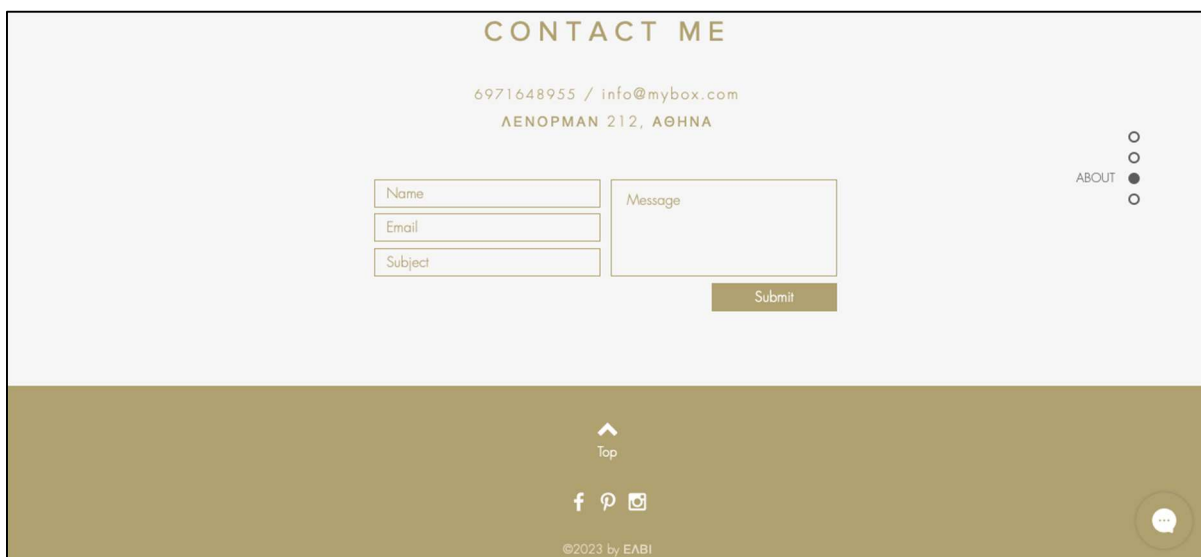 CONTACT ME
6971648955 / info@mybox.com
ΛΕΝΟΡΜΑΝ 212, ΑΘΗΝΑ
ABOUT
Name
Message
Email
Subject
Submit
Top
©2023 by ΕΛΒΙ